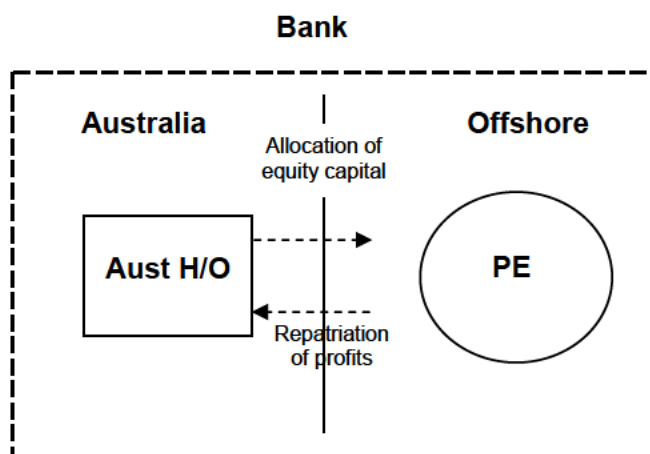 Bank
Australia
Offshore
Allocation of
equity capital
Aust H/O
PE
Repatriation
of profits